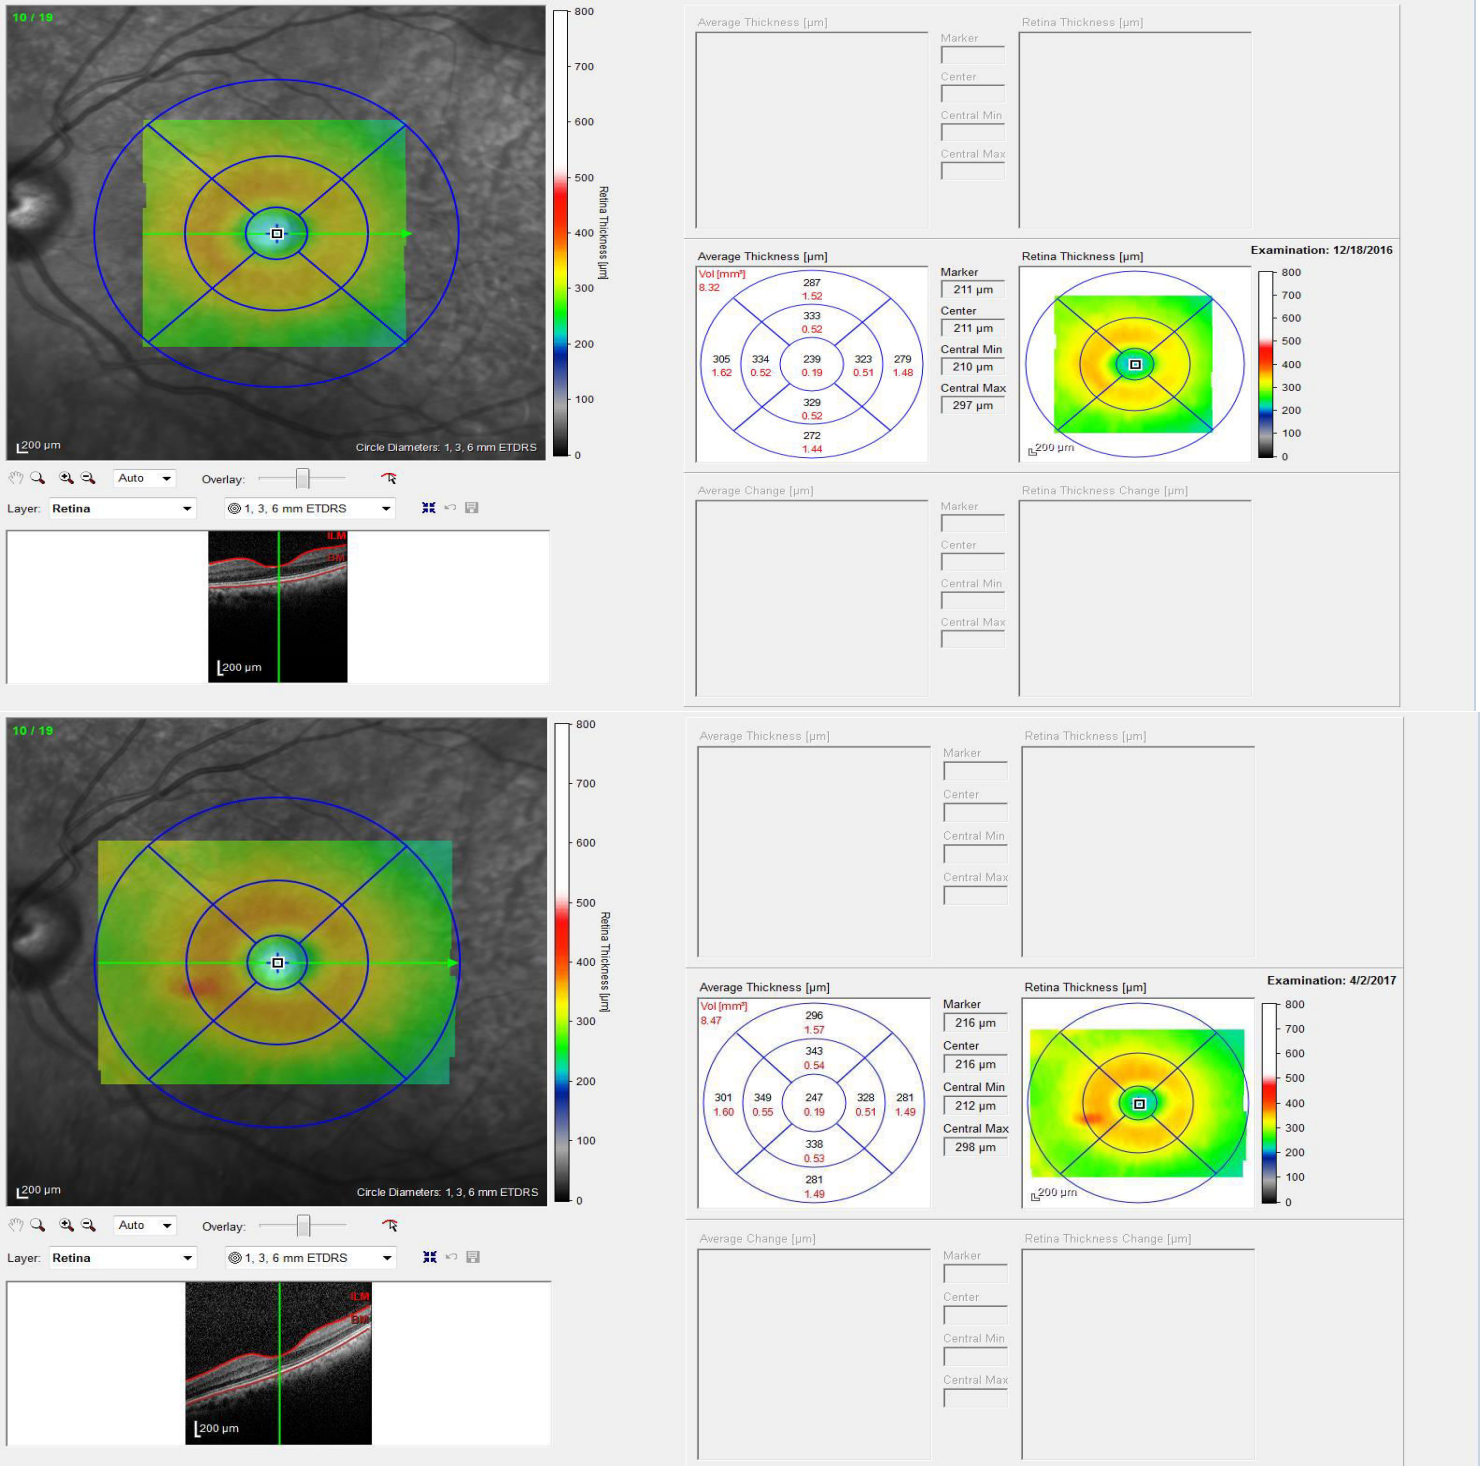 10 / 19
800
700
600
500
400
300
200
100
0
Retina Thickness [µm]
200 µm
Circle Diameters: 1, 3, 6 mm ETDRS
Auto
Overlay:
Layer: Retina
1, 3, 6 mm ETDRS
ILM
BM
200 µm
Average Thickness [µm]
Marker
Center
Central Min
Central Max
Retina Thickness [µm]
Examination: 12/18/2016
Average Thickness [µm]
Vol [mm³]
8.32
287
1.52
333
0.52
305
1.62
334
0.52
239
0.19
323
0.51
279
1.48
329
0.52
272
1.44
Marker
211 µm
Center
211 µm
Central Min
210 µm
Central Max
297 µm
Retina Thickness [µm]
200 µm
800
700
600
500
400
300
200
100
0
Average Change [µm]
Marker
Center
Central Min
Central Max
Retina Thickness Change [µm]
10 / 19
800
700
600
500
400
300
200
100
0
Retina Thickness [µm]
200 µm
Circle Diameters: 1, 3, 6 mm ETDRS
Auto
Overlay:
Layer: Retina
1, 3, 6 mm ETDRS
ILM
BM
200 µm
Average Thickness [µm]
Marker
Center
Central Min
Central Max
Retina Thickness [µm]
Examination: 4/2/2017
Average Thickness [µm]
Vol [mm³]
8.47
296
1.57
343
0.54
301
1.60
349
0.55
247
0.19
328
0.51
281
1.49
338
0.53
281
1.49
Marker
216 µm
Center
216 µm
Central Min
212 µm
Central Max
298 µm
Retina Thickness [µm]
200 µm
800
700
600
500
400
300
200
100
0
Average Change [µm]
Marker
Center
Central Min
Central Max
Retina Thickness Change [µm]